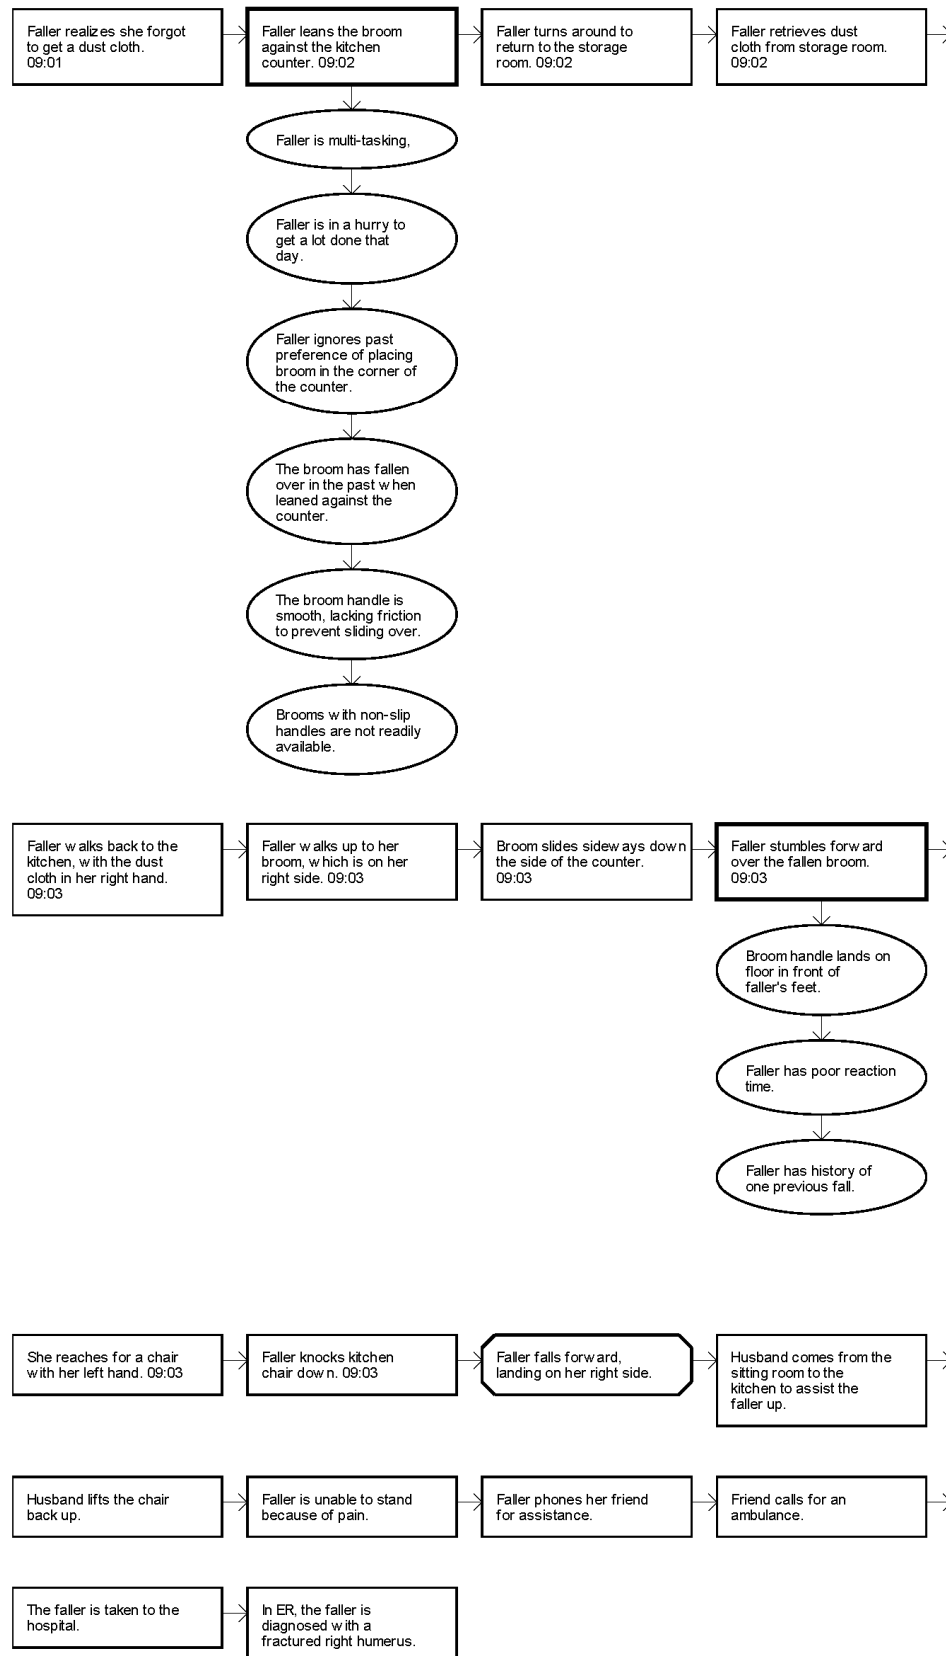 Faller realizes she forgot
to get a dust cloth.
09:01
Faller leans the broom
against the kitchen
counter. 09:02
Faller turns around to
return to the storage
room. 09:02
Faller retrieves dust
cloth from storage room.
09:02
Faller is multi-tasking,
Faller is in a hurry to
get a lot done that
day.
Faller ignores past
preference of placing
broom in the corner of
the counter.
The broom has fallen
over in the past when
leaned against the
counter.
The broom handle is
smooth, lacking friction
to prevent sliding over.
Brooms with non-slip
handles are not readily
available.
Faller walks back to the
kitchen, with the dust
cloth in her right hand.
09:03
Faller walks up to her
broom, which is on her
right side. 09:03
Broom slides sideways down
the side of the counter.
09:03
Faller stumbles forward
over the fallen broom.
09:03
Broom handle lands on
floor in front of
faller's feet.
Faller has poor reaction
time.
Faller has history of
one previous fall.
She reaches for a chair
with her left hand. 09:03
Faller knocks kitchen
chair down. 09:03
Faller falls forward,
landing on her right side.
Husband comes from the
sitting room to the
kitchen to assist the
faller up.
Husband lifts the chair
back up.
Faller is unable to stand
because of pain.
Faller phones her friend
for assistance.
Friend calls for an
ambulance.
The faller is taken to the
hospital.
In ER, the faller is
diagnosed with a
fractured right humerus.